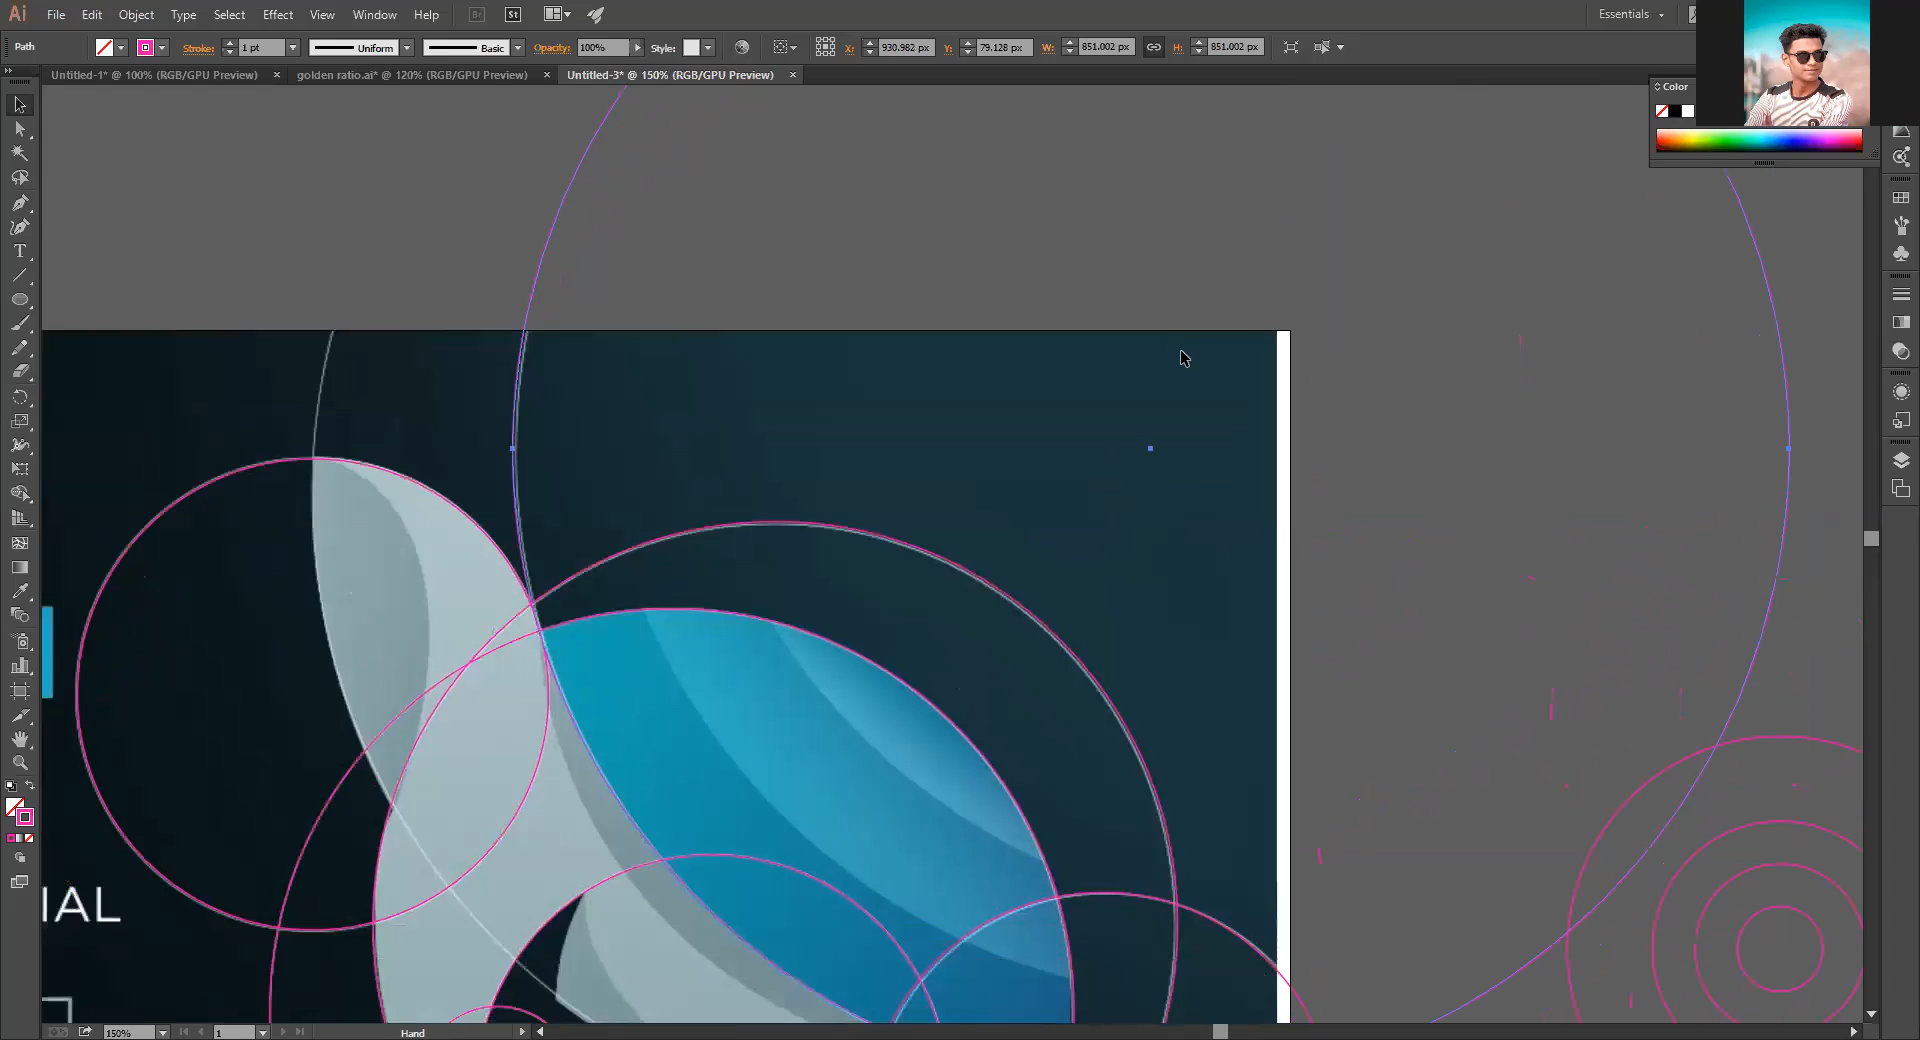 Ai File Edit Object Type Select Effect View Window Help Br St Essentials
Path Stroke: 1 pt Uniform Basic Opacity: 100% Style: X: 930.982 px Y: 79.128 px W: 851.002 px H: 851.002 px
Untitled-1* @ 100% (RGB/GPU Preview) × golden ratio.ai* @ 120% (RGB/GPU Preview) × Untitled-3* @ 150% (RGB/GPU Preview) ×
Color
IAL
150% 1 Hand